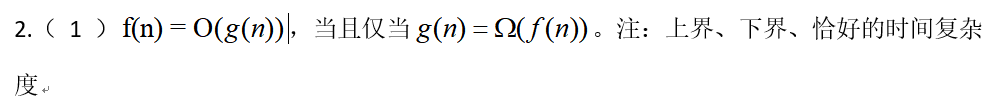 2.（ 1 ）f(n) = O(g(n))，当且仅当 g(n) = Ω(f(n))。注：上界、下界、恰好的时间复杂
度